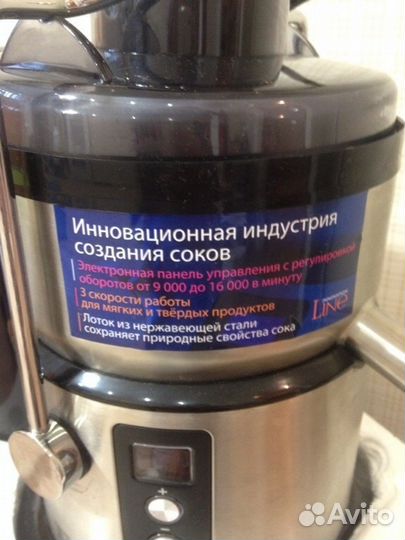 Инновационная индустрия
создания соков
Электронная панель управления с регулировкой
оборотов от 9 000 до 16 000 в минуту
3 скорости работы
для мягких и твёрдых продуктов
Лоток из нержавеющей стали
сохраняет природные свойства сока
LINE
+
−
Avito